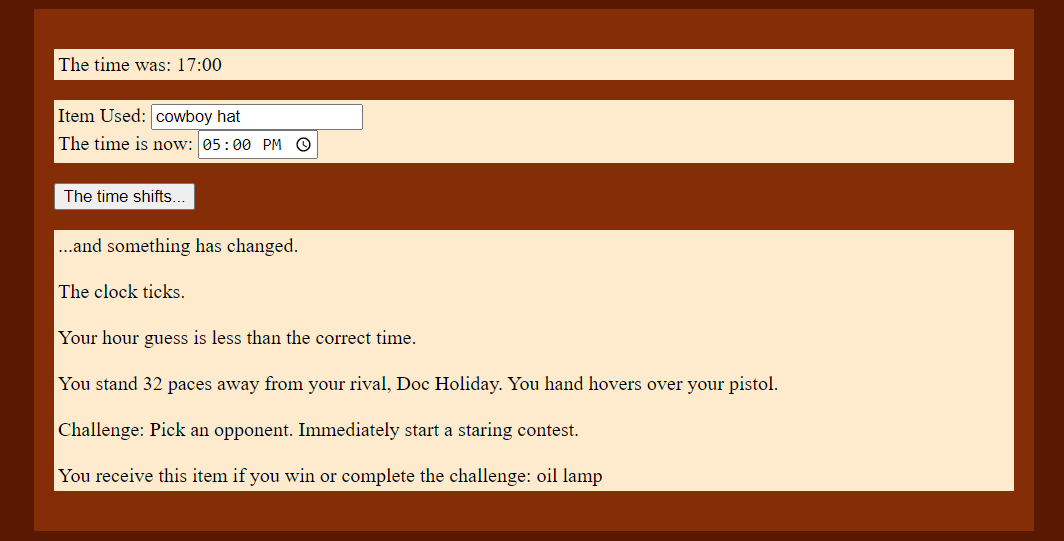 The time was: 17:00
Item Used: cowboy hat
The time is now: 05:00 PM
The time shifts...
...and something has changed.
The clock ticks.
Your hour guess is less than the correct time.
You stand 32 paces away from your rival, Doc Holiday. You hand hovers over your pistol.
Challenge: Pick an opponent. Immediately start a staring contest.
You receive this item if you win or complete the challenge: oil lamp